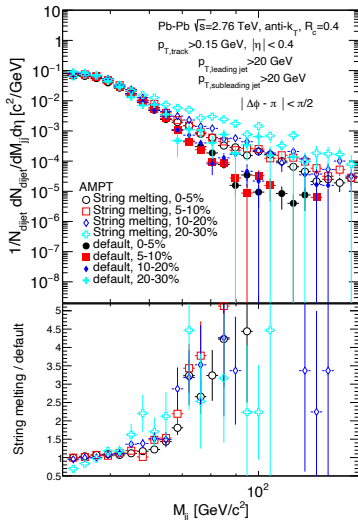 Pb-Pb √s=2.76 TeV, anti-k_T, R_c=0.4
p_T,track>0.15 GeV, |η|<0.4
p_T,leading jet>20 GeV
p_T,subleading jet>20 GeV
|Δϕ - π|<π/2
1/N_dijet dN_dijet/dM_jj dη [c²/GeV]
10⁻¹
10⁻²
10⁻³
10⁻⁴
10⁻⁵
10⁻⁶
10⁻⁷
10⁻⁸
AMPT
String melting, 0-5%
String melting, 5-10%
String melting, 10-20%
String melting, 20-30%
default, 0-5%
default, 5-10%
default, 10-20%
default, 20-30%
String melting / default
5
4.5
4
3.5
3
2.5
2
1.5
1
0.5
10²
M_jj [GeV/c²]